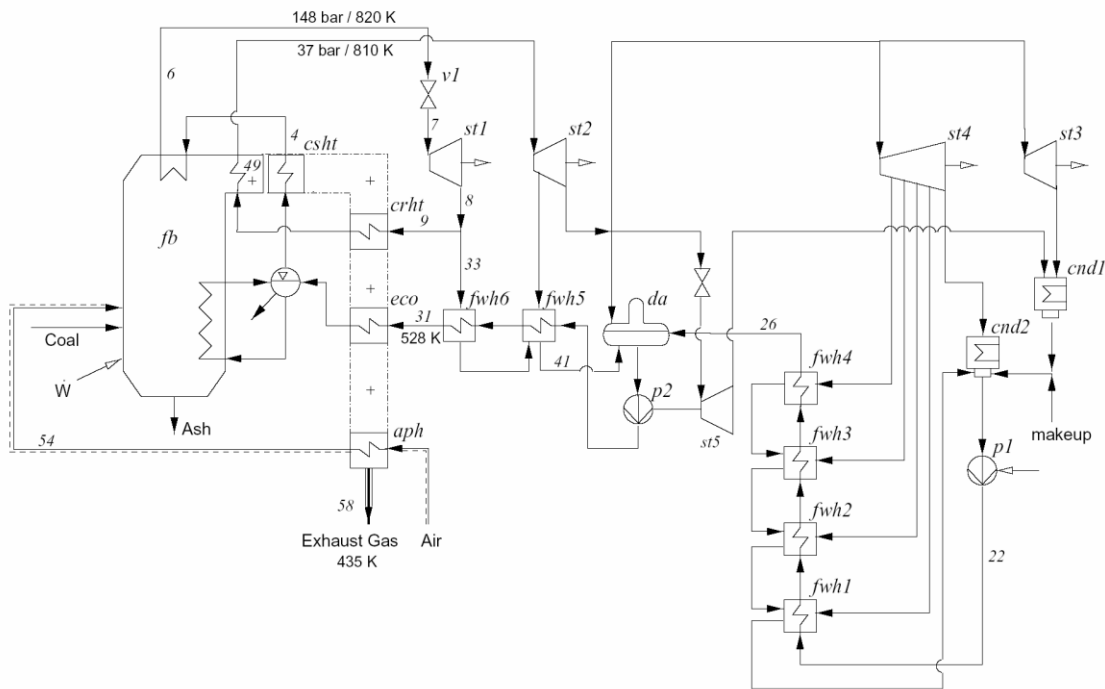 148 bar / 820 K
37 bar / 810 K
6
v1
7
st1
st2
st4
st3
4
csht
49
crht
9
8
fb
33
cnd1
eco
31
fwh6
fwh5
da
528 K
26
cnd2
Coal
41
Ẇ
fwh4
p2
st5
makeup
Ash
54
aph
fwh3
p1
58
fwh2
22
Exhaust Gas
Air
435 K
fwh1